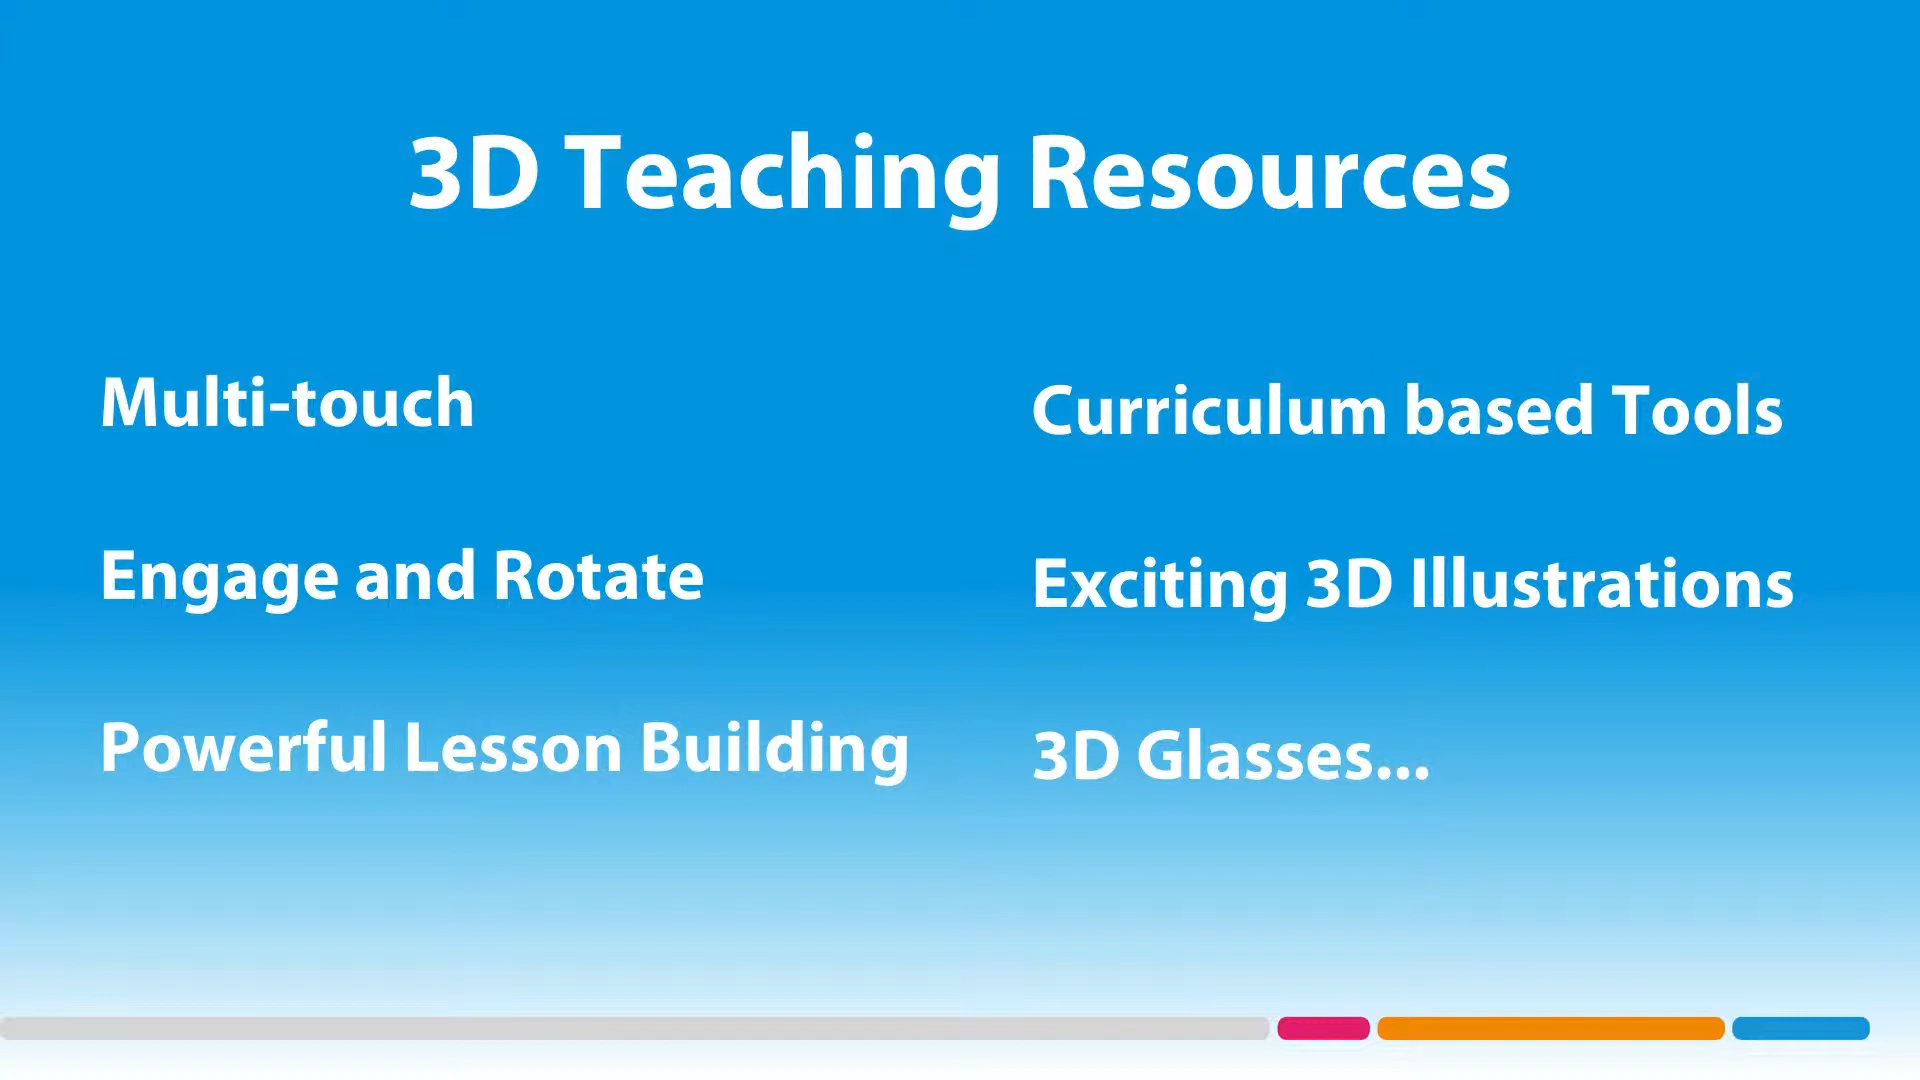 3D Teaching Resources
Multi-touch
Engage and Rotate
Powerful Lesson Building
Curriculum based Tools
Exciting 3D Illustrations
3D Glasses...